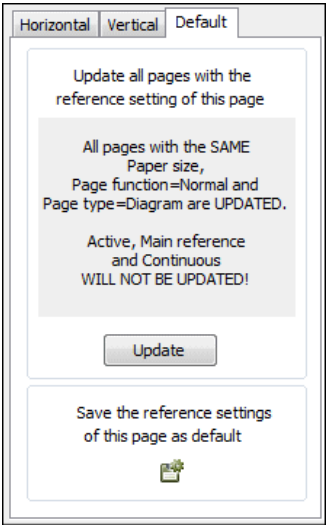 Horizontal Vertical Default
Update all pages with the
reference setting of this page
All pages with the SAME
Paper size,
Page function=Normal and
Page type=Diagram are UPDATED.
Active, Main reference
and Continuous
WILL NOT BE UPDATED!
Update
Save the reference settings
of this page as default